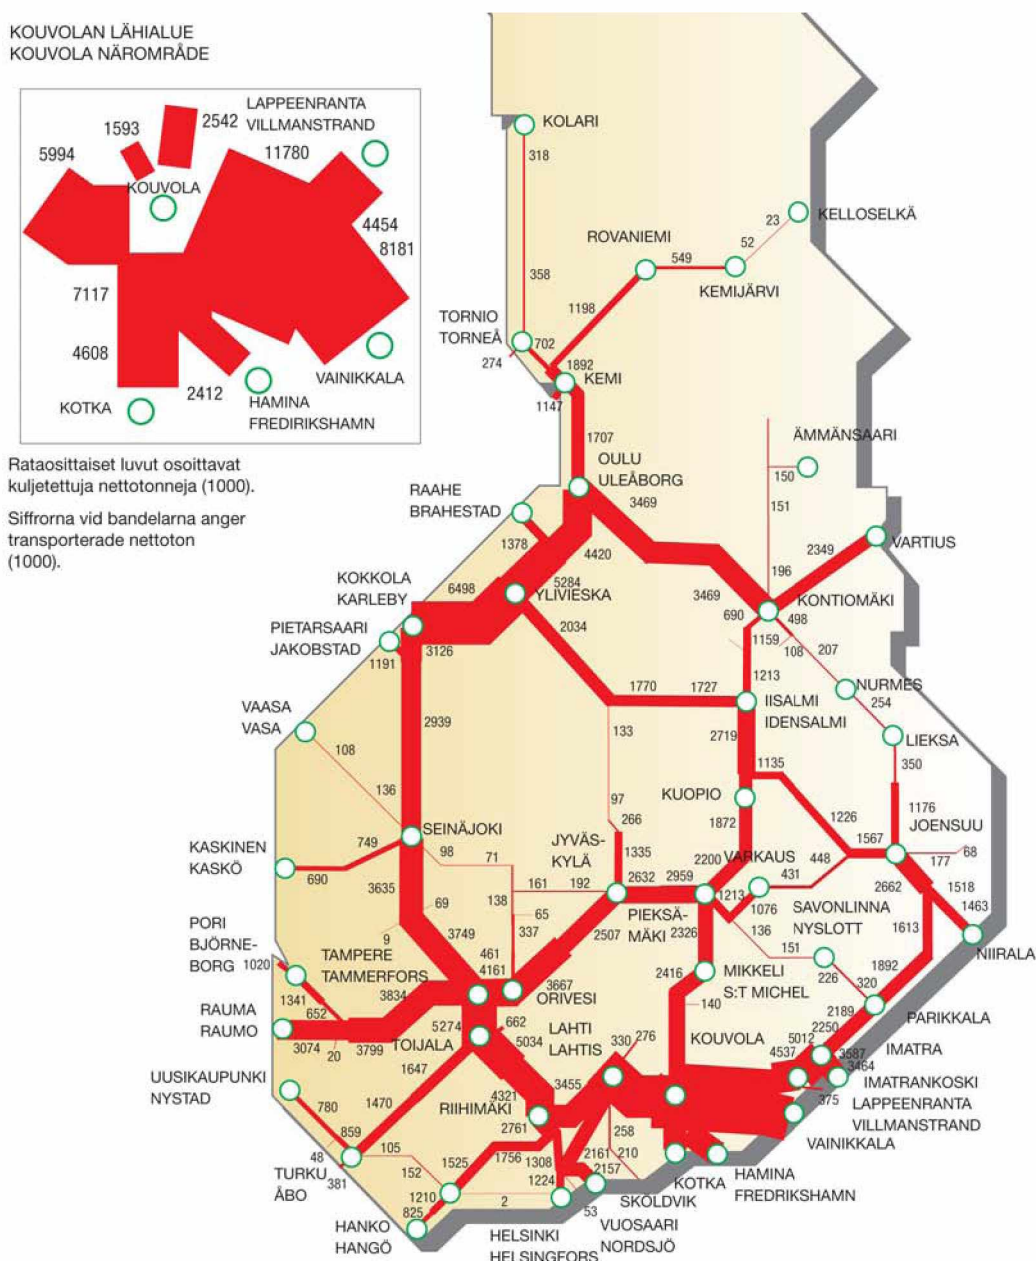 KOUVOLAN LÄHIALUE
KOUVOLA NÄROMRÅDE
LAPPEENRANTA
VILLMANSTRAND
1593
2542
11780
5994
KOUVOLA
4454
8181
7117
4608
2412
VAINIKKALA
KOTKA
HAMINA
FREDIRIKSHAMN
Rataosittaiset luvut osoittavat
kuljetettuja nettotonneja (1000).
Siffrorna vid bandelarna anger
transporterade nettoton
(1000).
KOLARI
318
23
KELLOSELKÄ
52
ROVANIEMI
549
KEMIJÄRVI
358
1198
TORNIO
TORNEÅ
702
274
1892
KEMI
1147
1707
ÄMMÄNSAARI
150
151
OULU
ULEÅBORG
3469
RAAHE
BRAHESTAD
1378
4420
2349
VARTIUS
196
KOKKOLA
KARLEBY
6498
5284
YLIVIESKA
3469
KONTIOMÄKI
690
498
PIETARSAARI
JAKOBSTAD
1191
3126
2034
1159
108
207
1213
NURMES
254
VAASA
VASA
108
2939
1770
1727
IISALMI
IDENSALMI
133
2719
LIEKSA
350
1135
136
97
KUOPIO
1176
JOENSUU
266
1872
1226
1567
SEINÄJOKI
JYVÄS-
KYLÄ
1335
KASKINEN
KASKÖ
749
690
98
71
2200
VARKAUS
448
177
68
3635
161
192
2632
2959
1213
431
2662
1518
138
1076
SAVONLINNA
NYSLOTT
1463
69
65
PIEKSÄ-
MÄKI
PORI
BJÖRNE-
BORG
9
3749
337
2507
2326
136
1613
NIIRALA
TAMPERE
TAMMERFORS
461
4161
151
1020
1341
3834
3667
ORIVESI
2416
MIKKELI
S:T MICHEL
226
1892
320
RAUMA
RAUMO
652
3074
20
3799
TOIJALA
5274
662
5034
LAHTI
LAHTIS
140
2189
PARIKKALA
KOUVOLA
2250
5012
IMATRA
330
276
4537
3587
3464
1647
3455
IMATRANKOSKI
UUSIKAUPUNKI
NYSTAD
780
1470
RIIHIMÄKI
4321
375
LAPPEENRANTA
VILLMANSTRAND
VAINIKKALA
859
2761
258
48
105
1756
1308
2161
210
TURKU
ÅBO
381
152
1525
1224
2157
SKÖLDVIK
KOTKA
HAMINA
FREDRIKSHAMN
1210
2
53
825
HANKO
HANGÖ
HELSINKI
HELSINGFORS
VUOSAARI
NORDSJÖ